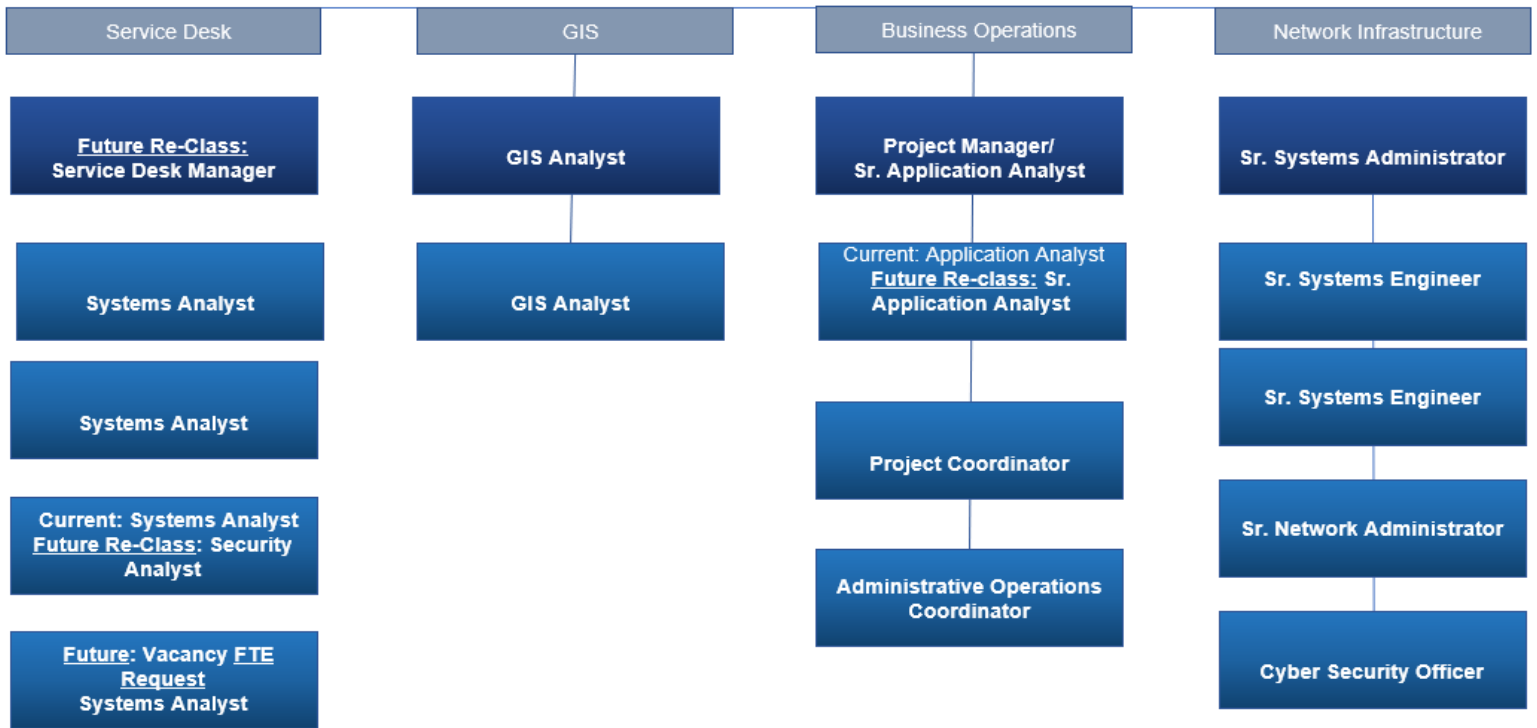 Service Desk
GIS
Business Operations
Network Infrastructure
Future Re-Class:
Service Desk Manager
GIS Analyst
Project Manager/
Sr. Application Analyst
Sr. Systems Administrator
Systems Analyst
GIS Analyst
Current: Application Analyst
Future Re-class: Sr.
Application Analyst
Sr. Systems Engineer
Systems Analyst
Sr. Systems Engineer
Project Coordinator
Current: Systems Analyst
Future Re-Class: Security
Analyst
Sr. Network Administrator
Administrative Operations
Coordinator
Future: Vacancy FTE
Request
Systems Analyst
Cyber Security Officer